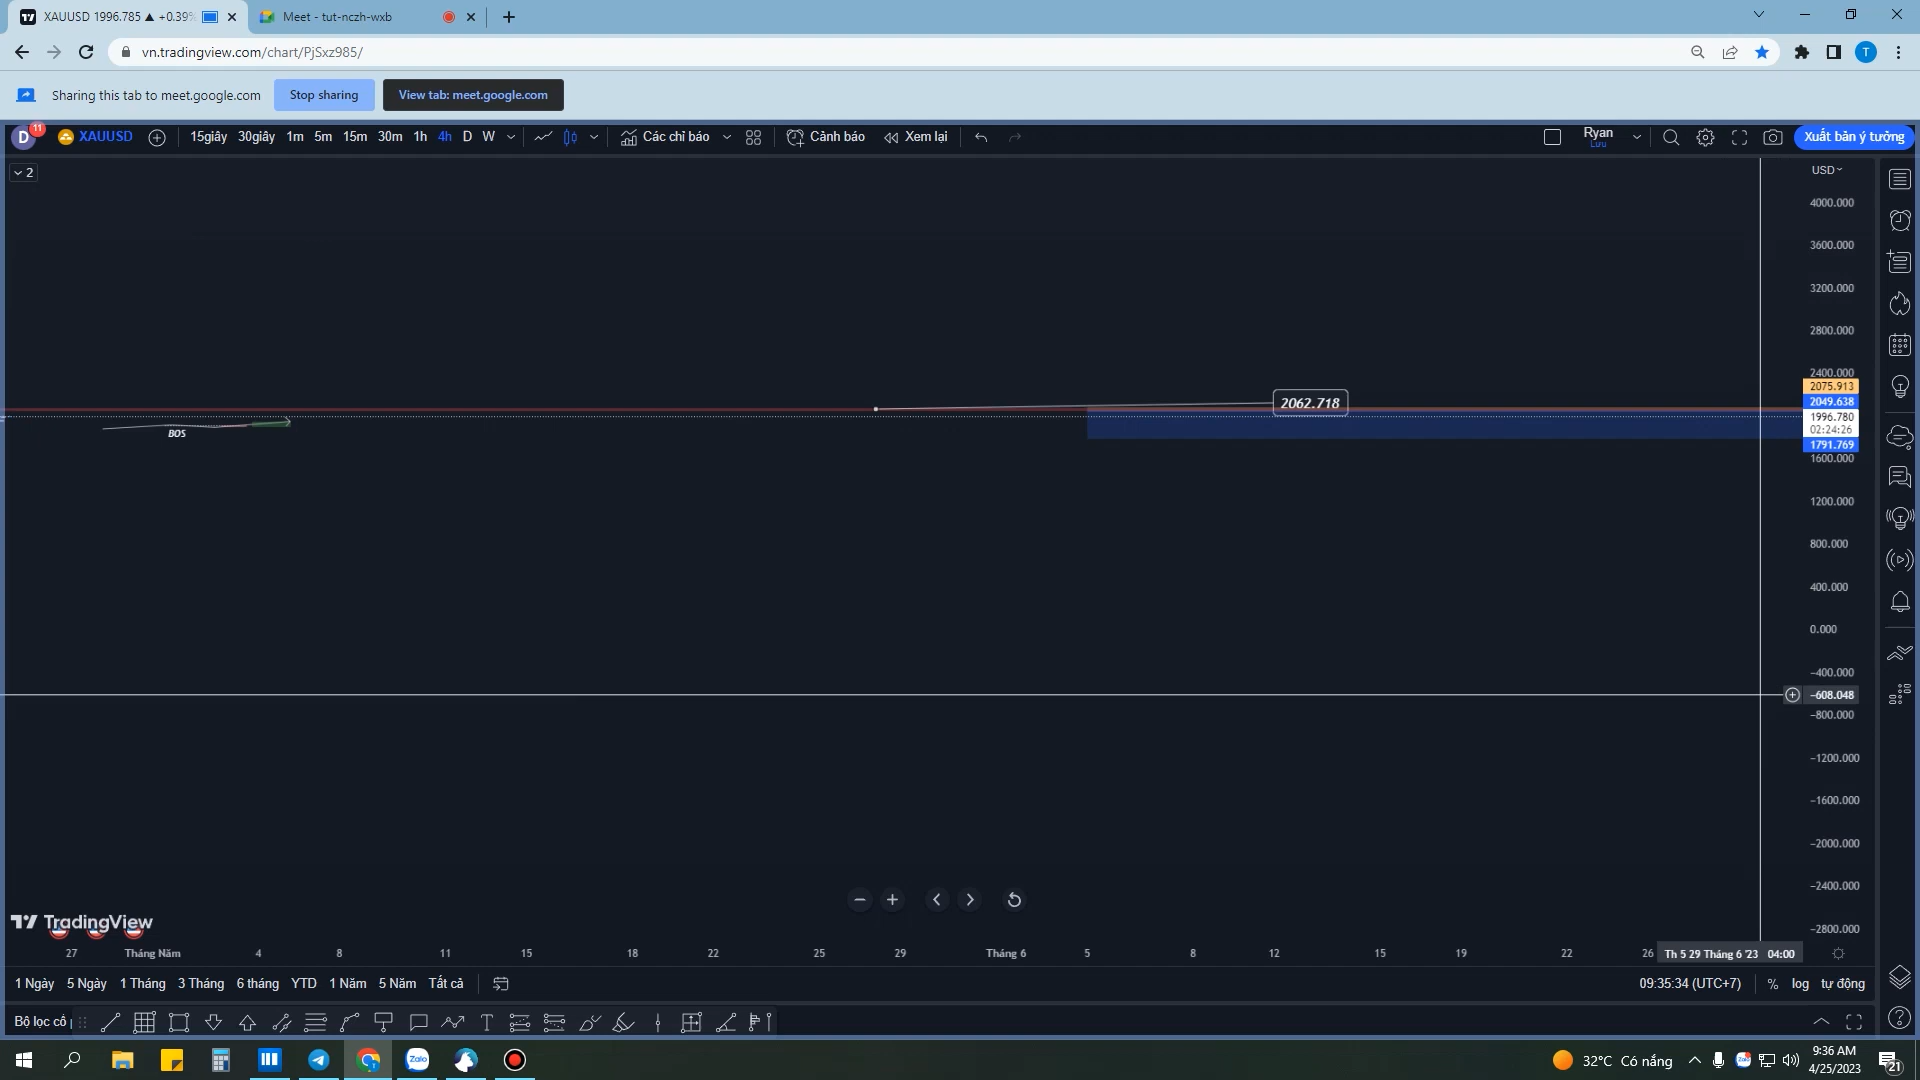 XAUUSD 1996.785 ▲ +0.39%
Meet - tut-nczh-wxb
vn.tradingview.com/chart/PjSxz985/
T
Sharing this tab to meet.google.com
Stop sharing
View tab: meet.google.com
D
11
XAUUSD
15giây
30giây
1m
5m
15m
30m
1h
4h
D
W
Các chỉ báo
Cảnh báo
Xem lại
Ryan
Lưu
Xuất bản ý tưởng
2
USD
4000.000
3600.000
3200.000
2800.000
2400.000
2075.913
2049.638
1996.780
02:24:26
1791.769
1600.000
1200.000
800.000
400.000
0.000
−400.000
−608.048
−800.000
−1200.000
−1600.000
−2000.000
−2400.000
−2800.000
2062.718
BOS
TradingView
27
Tháng Năm
4
8
11
15
18
22
25
29
Tháng 6
5
8
12
15
19
22
26
Th 5 29 Tháng 6 '23 04:00
1 Ngày
5 Ngày
1 Tháng
3 Tháng
6 tháng
YTD
1 Năm
5 Năm
Tất cả
09:35:34 (UTC+7)
%
log
tự động
Bộ lọc cổ
Zalo
32°C Có nắng
9:36 AM
4/25/2023
21